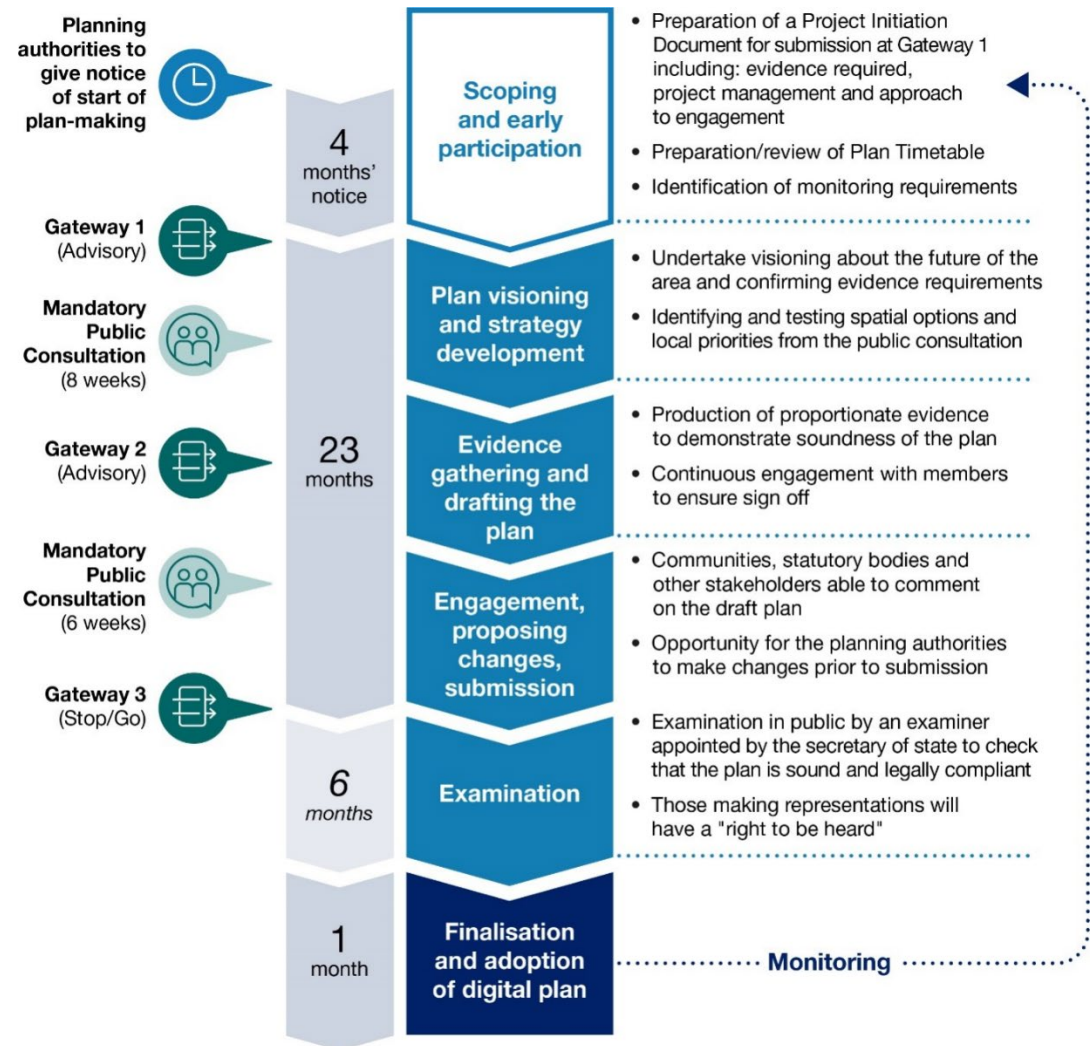 Planning
authorities to
give notice
of start of
plan-making
4
months'
notice
Scoping
and early
participation
• Preparation of a Project Initiation
Document for submission at Gateway 1
including: evidence required,
project management and approach
to engagement
• Preparation/review of Plan Timetable
• Identification of monitoring requirements
Gateway 1
(Advisory)
Mandatory
Public
Consultation
(8 weeks)
Plan visioning
and strategy
development
• Undertake visioning about the future of the
area and confirming evidence requirements
• Identifying and testing spatial options and
local priorities from the public consultation
Gateway 2
(Advisory)
23
months
Evidence
gathering and
drafting the
plan
• Production of proportionate evidence
to demonstrate soundness of the plan
• Continuous engagement with members
to ensure sign off
Mandatory
Public
Consultation
(6 weeks)
Engagement,
proposing
changes,
submission
• Communities, statutory bodies and
other stakeholders able to comment
on the draft plan
• Opportunity for the planning authorities
to make changes prior to submission
Gateway 3
(Stop/Go)
6
months
Examination
• Examination in public by an examiner
appointed by the secretary of state to check
that the plan is sound and legally compliant
• Those making representations will
have a "right to be heard"
1
month
Finalisation
and adoption
of digital plan
Monitoring